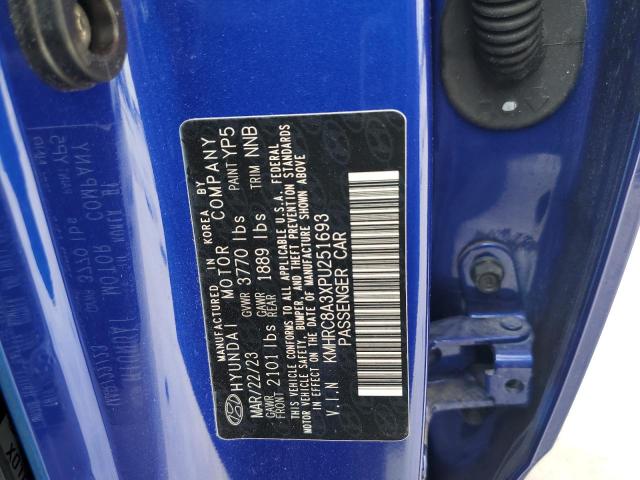 MANUFACTURED IN KOREA BY
HYUNDAI MOTOR COMPANY
MAR/22/23 GVWR 3770 lbs PAINT YP5
GAWR FRONT 2101 lbs GAWR REAR 1889 lbs TRIM NNB
THIS VEHICLE CONFORMS TO ALL APPLICABLE U.S.A. FEDERAL
MOTOR VEHICLE SAFETY, BUMPER, AND THEFT PREVENTION STANDARDS
IN EFFECT ON THE DATE OF MANUFACTURE SHOWN ABOVE
V.I.N KMHRC8A3XPU251693
PASSENGER CAR